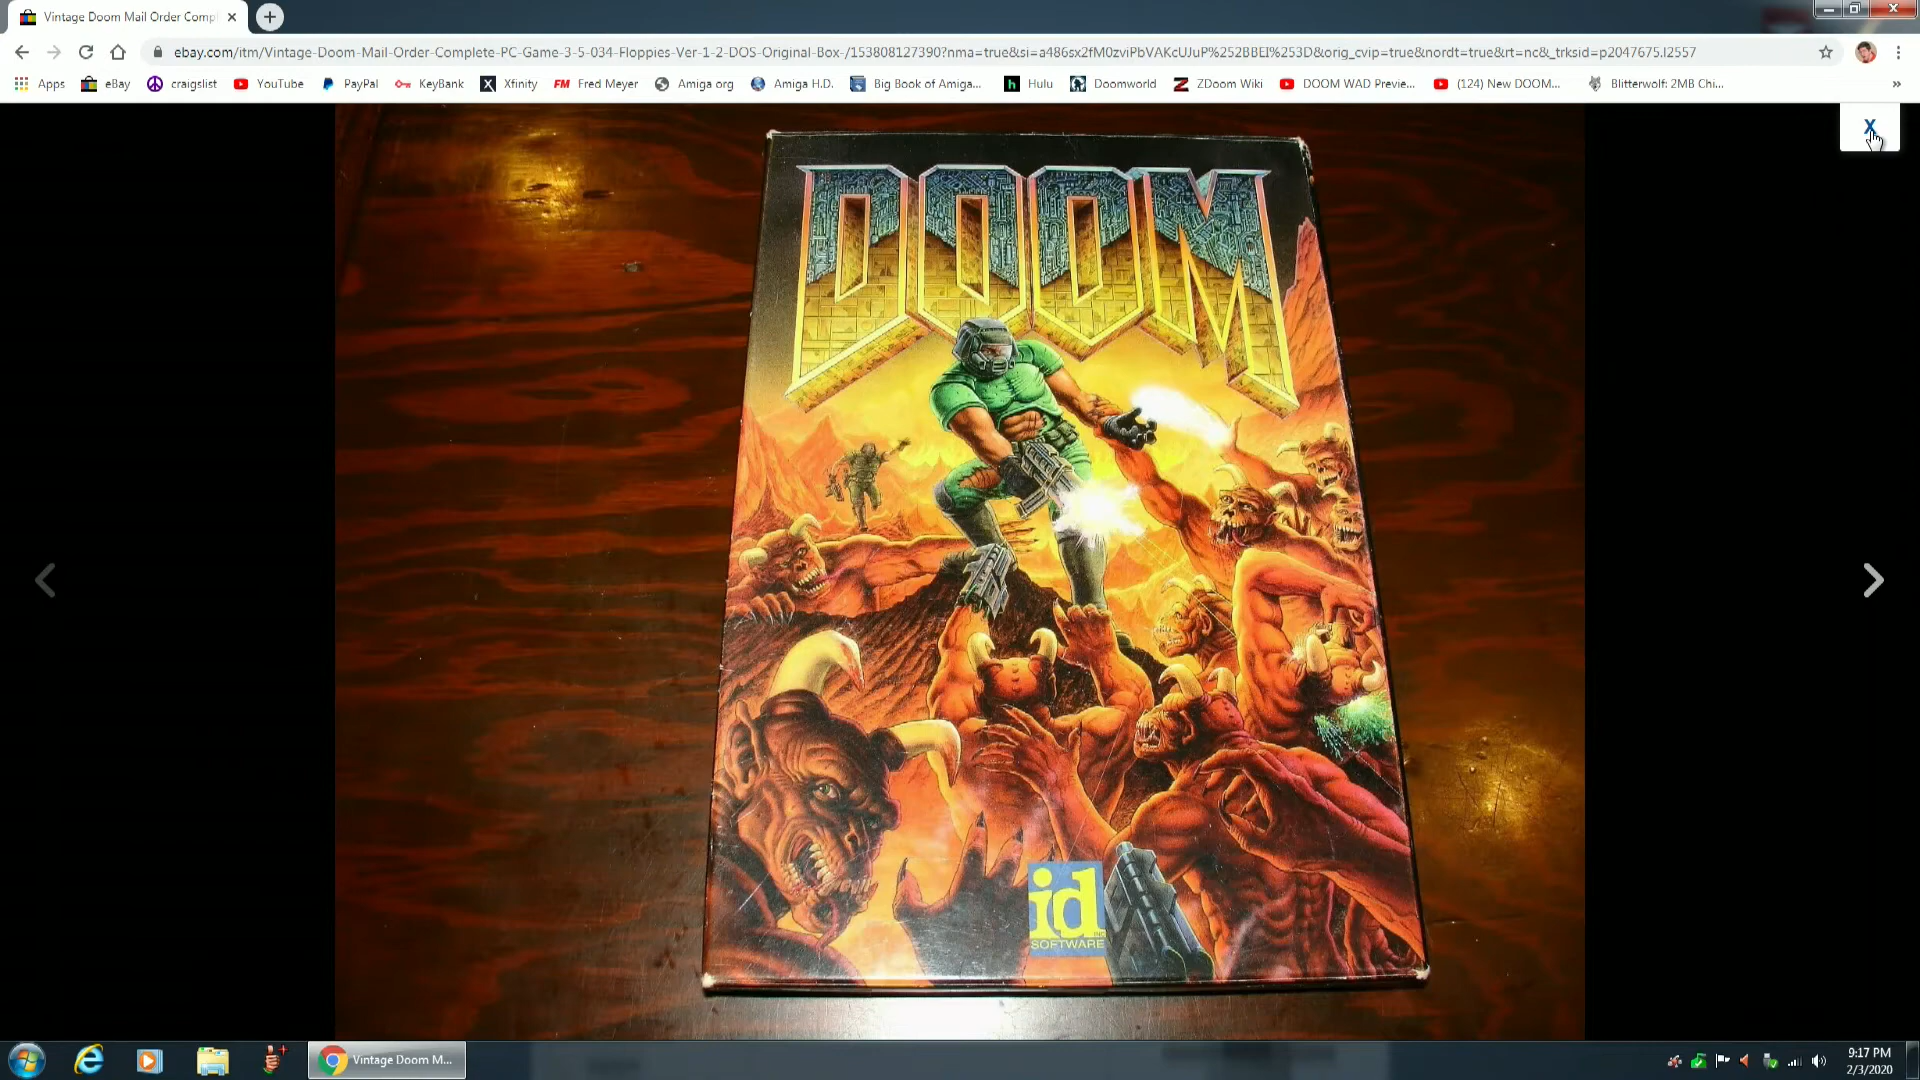 Vintage Doom Mail Order Comp
ebay.com/itm/Vintage-Doom-Mail-Order-Complete-PC-Game-3-5-034-Floppies-Ver-1-2-DOS-Original-Box-/153808127390?nma=true&si=a486sx2fM0zviPbVAKcUJuP%252BBEI%253D&orig_cvip=true&nordt=true&rt=nc&_trksid=p2047675.l2557
Apps eBay craigslist YouTube PayPal KeyBank X Xfinity FM Fred Meyer Amiga org Amiga H.D. Big Book of Amiga... h Hulu Doomworld Z ZDoom Wiki DOOM WAD Previe... (124) New DOOM... Blitterwolf: 2MB Chi... »
X
DOOM
id
SOFTWARE
Vintage Doom M...
9:17 PM
2/3/2020